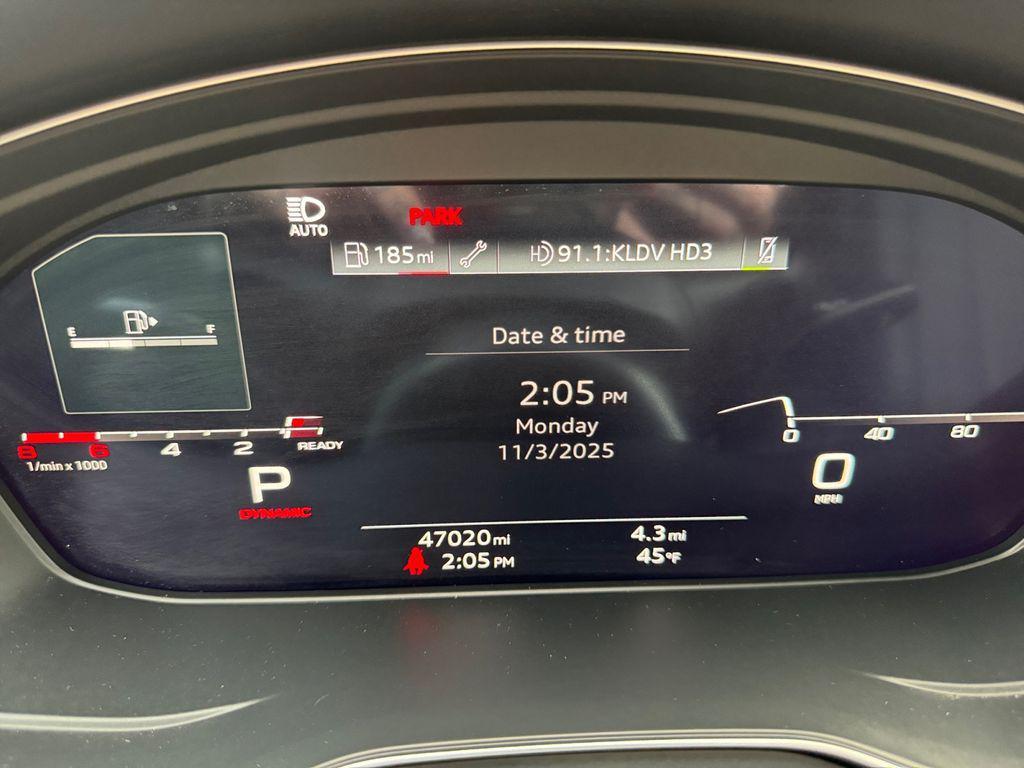 AUTO
PARK
185 mi
HD 91.1:KLDV HD3
E F
Date & time
2:05 PM
Monday
11/3/2025
8 6 4 2
READY
1/min x 1000
P
DYNAMIC
0 40 80
0
MPH
47020 mi
4.3 mi
2:05 PM
45°F